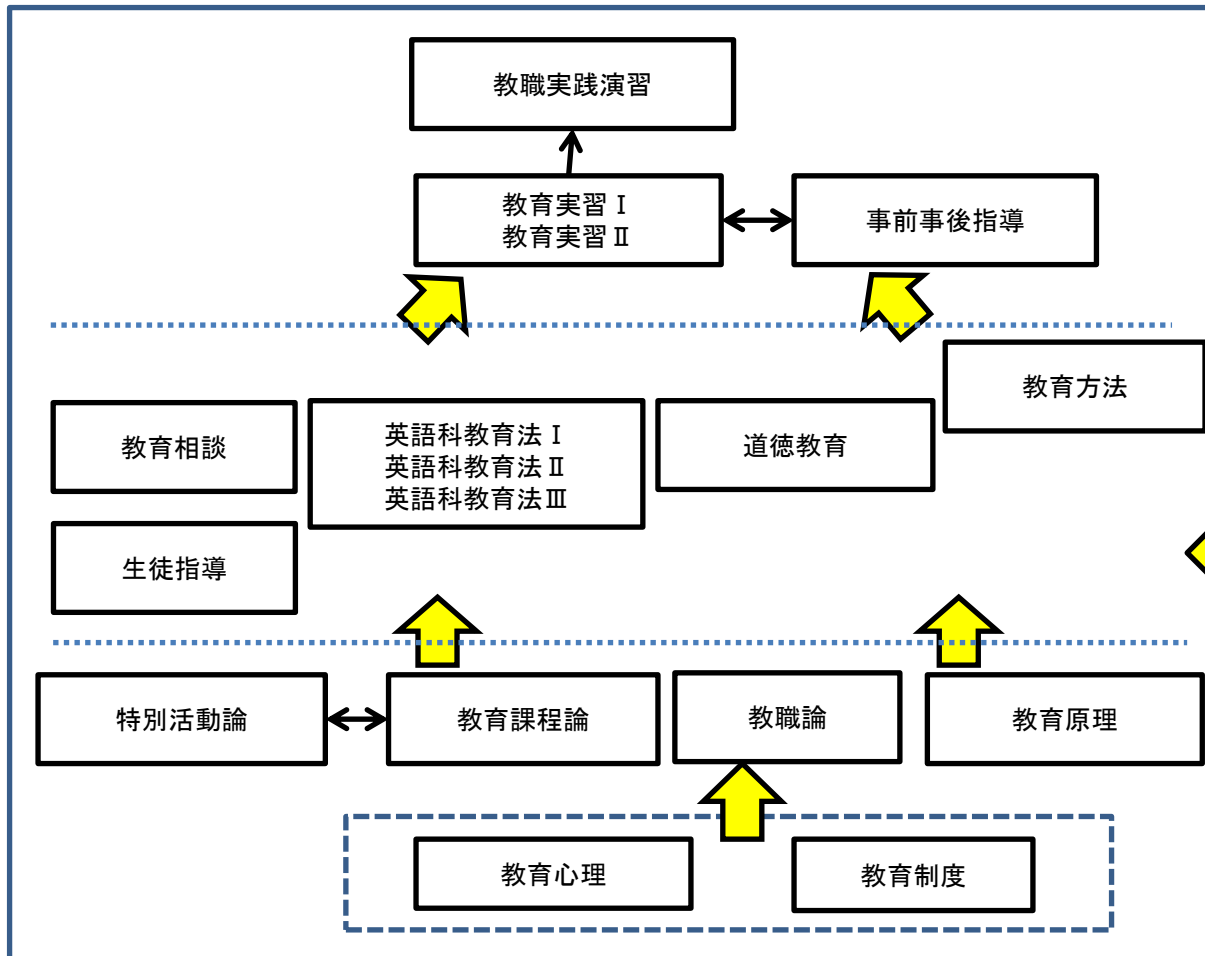 教職実践演習
教育実習Ⅰ
教育実習Ⅱ
事前事後指導
教育方法
教育相談
英語科教育法Ⅰ
英語科教育法Ⅱ
英語科教育法Ⅲ
道徳教育
生徒指導
特別活動論
教育課程論
教職論
教育原理
教育心理
教育制度